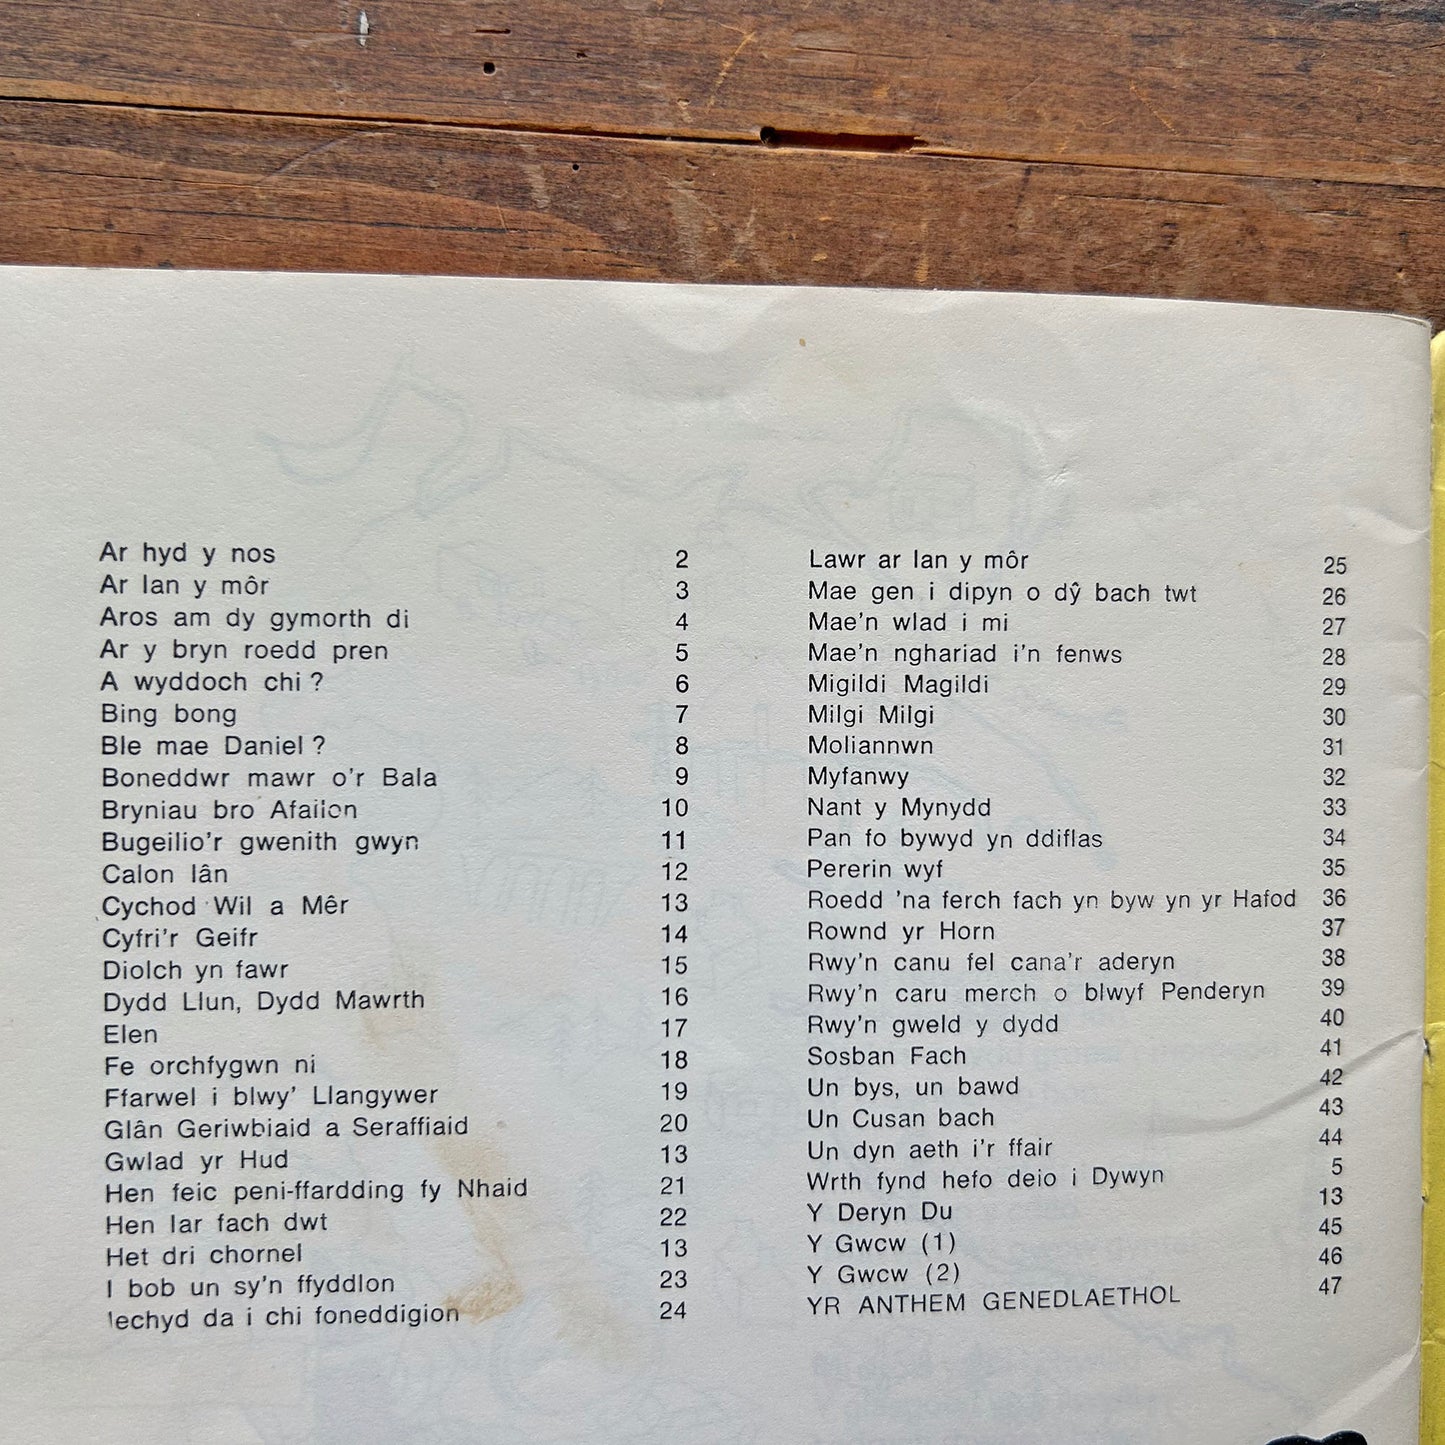 Ar hyd y nos 2
Ar lan y môr 3
Aros am dy gymorth di 4
Ar y bryn roedd pren 5
A wyddoch chi ? 6
Bing bong 7
Ble mae Daniel ? 8
Boneddwr mawr o'r Bala 9
Bryniau bro Afallon 10
Bugeilio'r gwenith gwyn 11
Calon lân 12
Cychod Wil a Mêr 13
Cyfri'r Geifr 14
Diolch yn fawr 15
Dydd Llun, Dydd Mawrth 16
Elen 17
Fe orchfygwn ni 18
Ffarwel i blwy' Llangywer 19
Glân Geriwbiaid a Seraffiaid 20
Gwlad yr Hud 13
Hen feic peni-ffardding fy Nhaid 21
Hen Iar fach dwt 22
Het dri chornel 13
I bob un sy'n ffyddlon 23
Iechyd da i chi foneddigion 24
Lawr ar lan y môr 25
Mae gen i dipyn o dŷ bach twt 26
Mae'n wlad i mi 27
Mae'n nghariad i'n fenws 28
Migildi Magildi 29
Milgi Milgi 30
Moliannwn 31
Myfanwy 32
Nant y Mynydd 33
Pan fo bywyd yn ddiflas 34
Pererin wyf 35
Roedd 'na ferch fach yn byw yn yr Hafod 36
Rownd yr Horn 37
Rwy'n canu fel cana'r aderyn 38
Rwy'n caru merch o blwyf Penderyn 39
Rwy'n gweld y dydd 40
Sosban Fach 41
Un bys, un bawd 42
Un Cusan bach 43
Un dyn aeth i'r ffair 44
Wrth fynd hefo deio i Dywyn 5
Y Deryn Du 13
Y Gwcw (1) 45
Y Gwcw (2) 46
YR ANTHEM GENEDLAETHOL 47